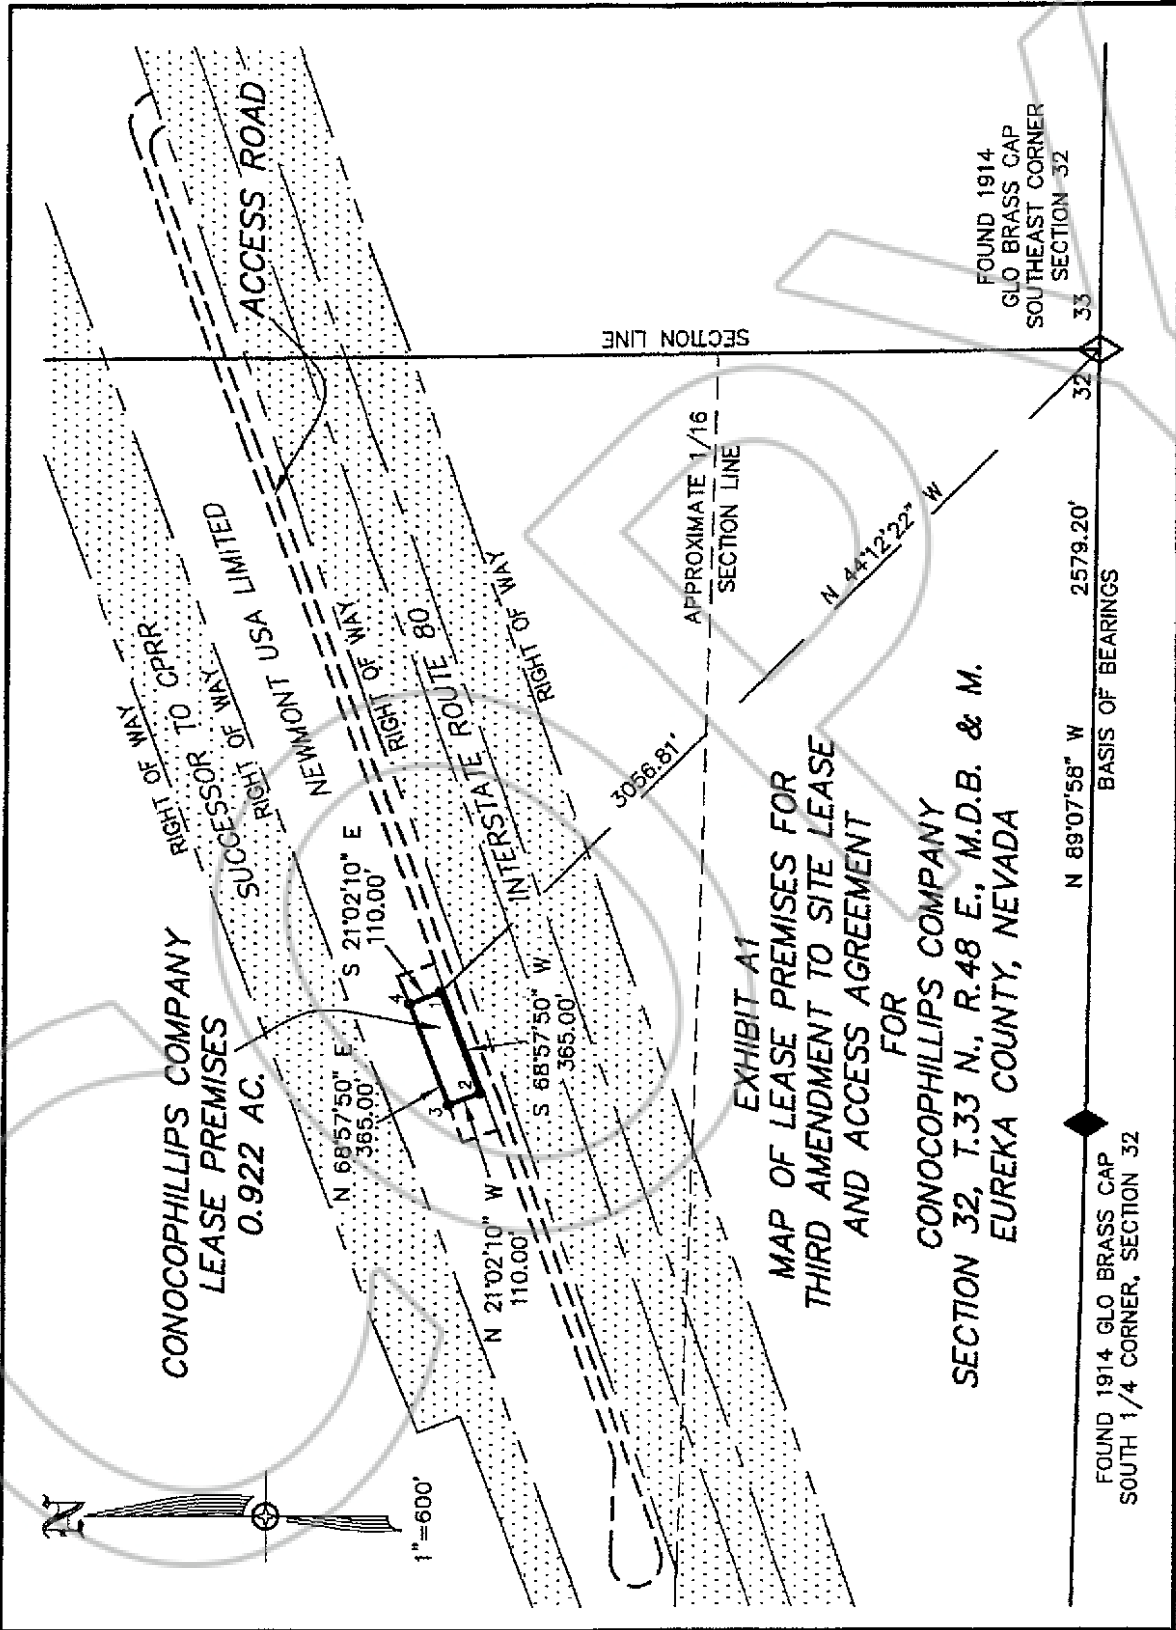 CONOCOPHILLIPS COMPANY
LEASE PREMISES
0.922 AC.
N
1"=600'
RIGHT OF WAY
SUCCESSOR TO CPRR
RIGHT OF WAY
NEWMONT USA LIMITED
RIGHT OF WAY
INTERSTATE ROUTE 80
RIGHT OF WAY
ACCESS ROAD
N 68°57'50" E
365.00'
S 21°02'10" E
110.00'
4
1
3
2
S 68°57'50" W
365.00'
N 21°02'10" W
110.00'
SECTION LINE
APPROXIMATE 1/16
SECTION LINE
3056.81'
N 44°12'22" W
EXHIBIT A1
MAP OF LEASE PREMISES FOR
THIRD AMENDMENT TO SITE LEASE
AND ACCESS AGREEMENT
FOR
CONOCOPHILLIPS COMPANY
SECTION 32, T.33 N., R.48 E., M.D.B. & M.
EUREKA COUNTY, NEVADA
FOUND 1914
GLO BRASS CAP
SOUTHEAST CORNER
SECTION 32
32
33
N 89°07'58" W
2579.20'
BASIS OF BEARINGS
FOUND 1914 GLO BRASS CAP
SOUTH 1/4 CORNER, SECTION 32
COPY